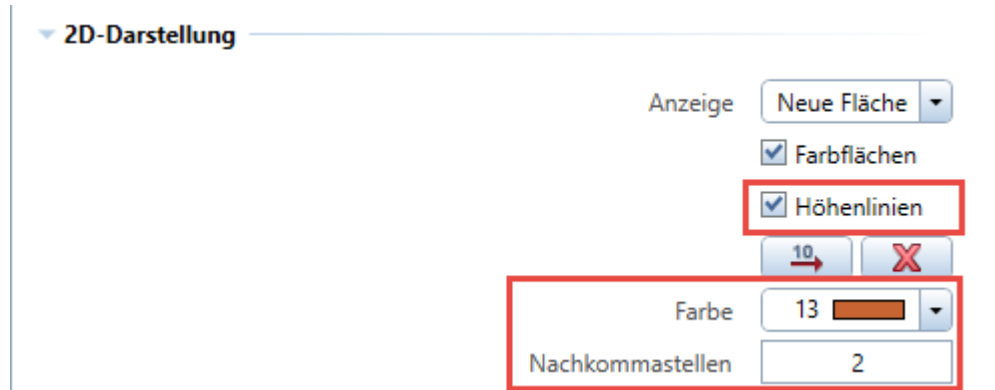 2D-Darstellung
Anzeige Neue Fläche
Farbflächen
Höhenlinien
10
Farbe 13
Nachkommastellen 2